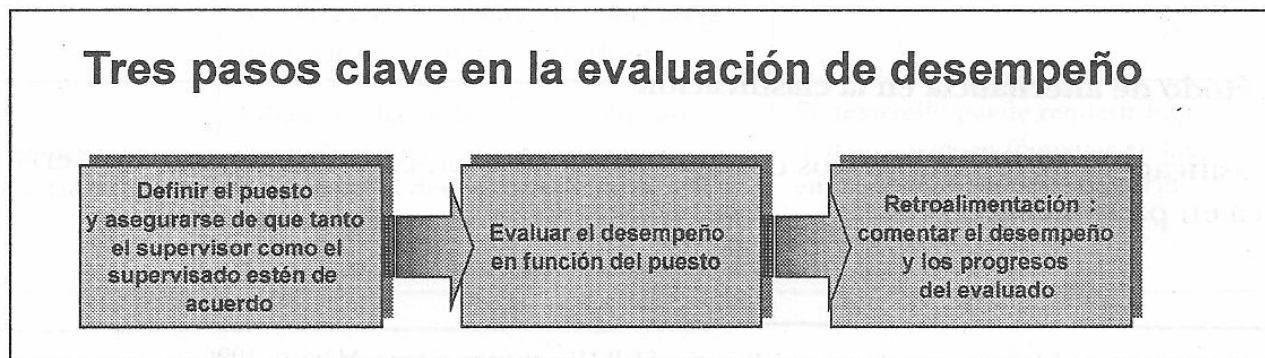 Tres pasos clave en la evaluación de desempeño
Definir el puesto
y asegurarse de que tanto
el supervisor como el
supervisado estén de
acuerdo
Evaluar el desempeño
en función del puesto
Retroalimentación :
comentar el desempeño
y los progresos
del evaluado